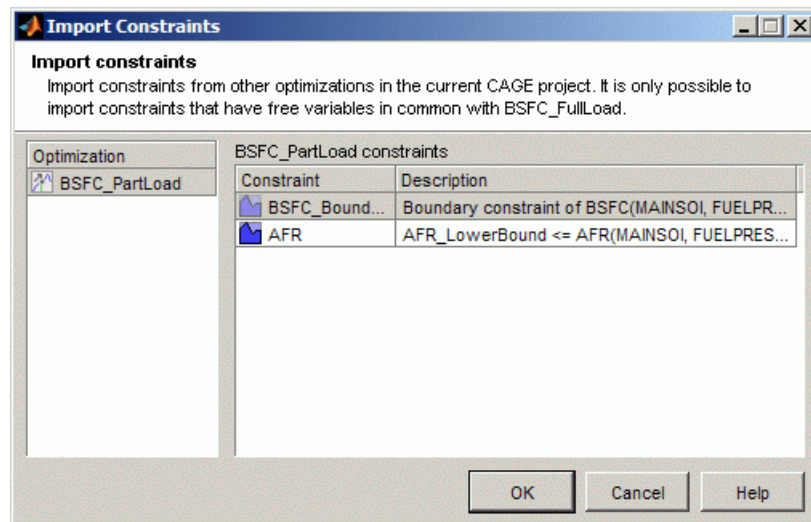 Import Constraints
Import constraints
Import constraints from other optimizations in the current CAGE project. It is only possible to
import constraints that have free variables in common with BSFC_FullLoad.
Optimization
BSFC_PartLoad
BSFC_PartLoad constraints
Constraint Description
BSFC_Bound... Boundary constraint of BSFC(MAINSOI, FUELPR...
AFR AFR_LowerBound <= AFR(MAINSOI, FUELPRES...
OK Cancel Help